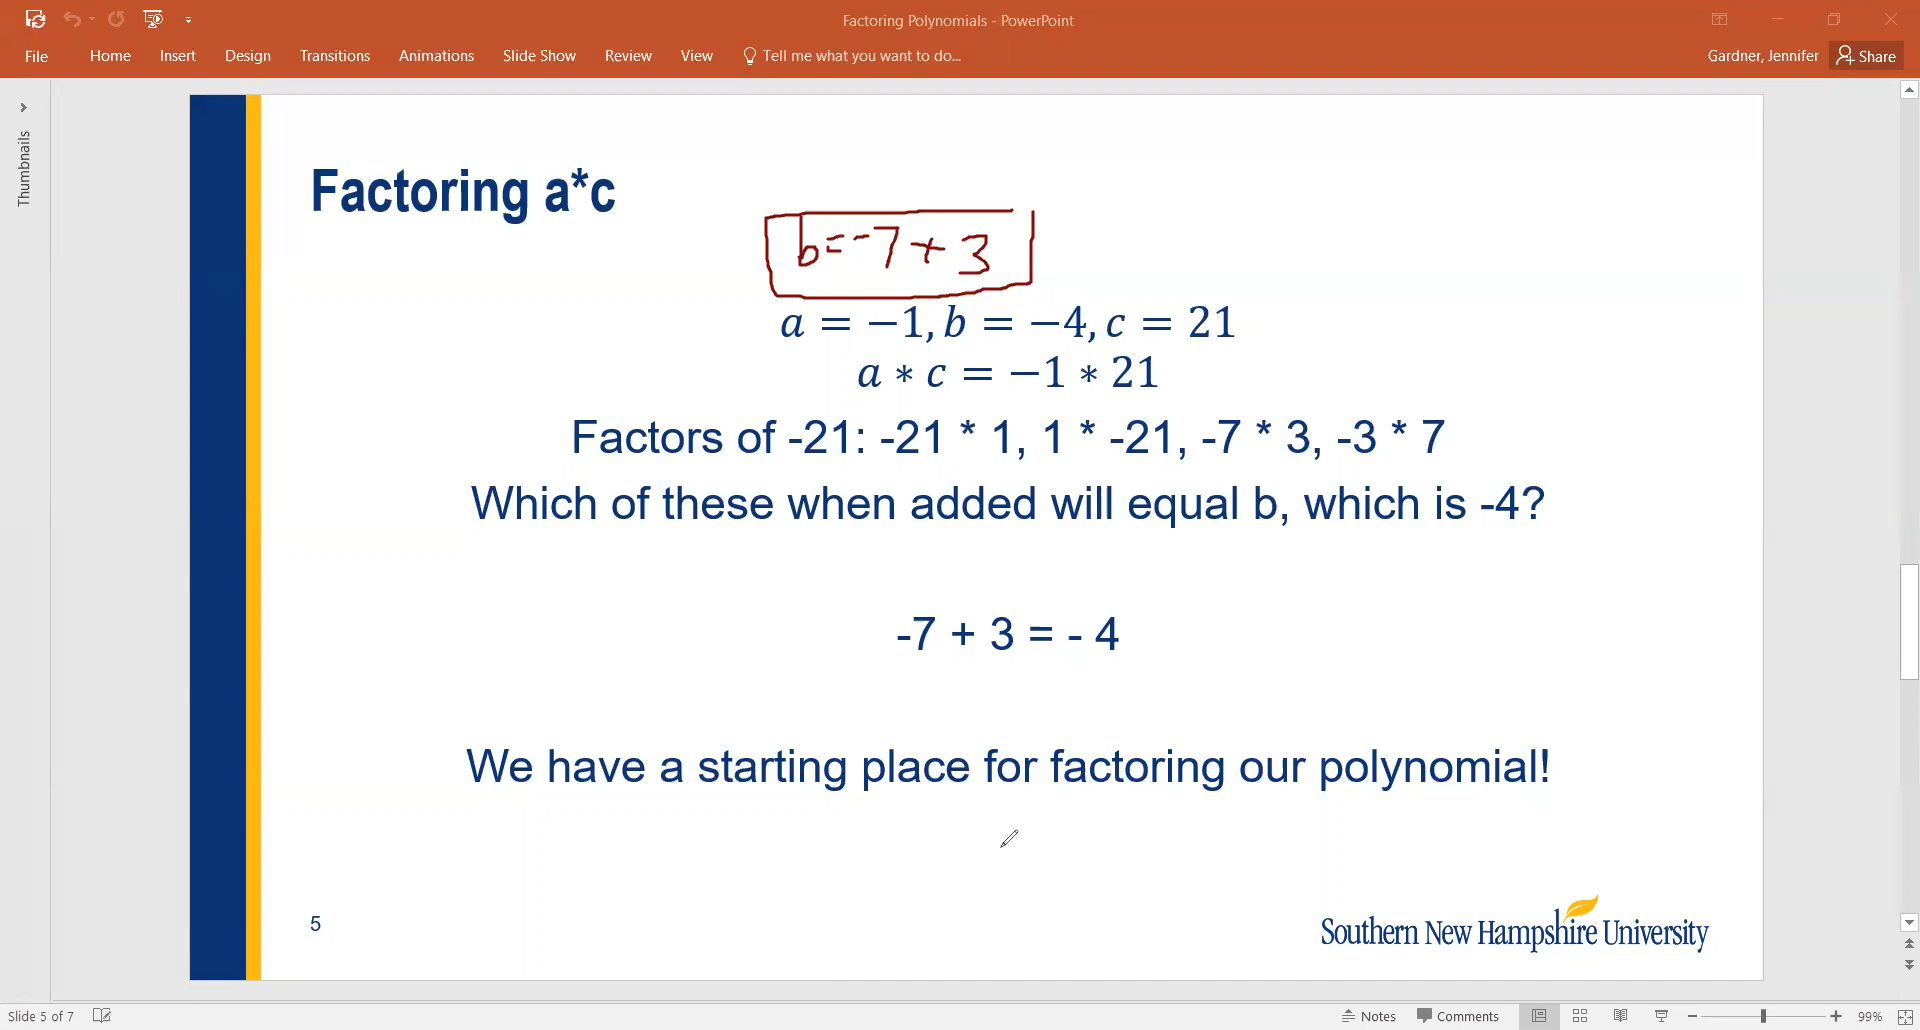 Factoring Polynomials - PowerPoint
File Home Insert Design Transitions Animations Slide Show Review View Tell me what you want to do... Gardner, Jennifer Share
Thumbnails
Factoring a*c
b=-7+3
a = −1, b = −4, c = 21
a ∗ c = −1 ∗ 21
Factors of -21: -21 * 1, 1 * -21, -7 * 3, -3 * 7
Which of these when added will equal b, which is -4?
-7 + 3 = - 4
We have a starting place for factoring our polynomial!
5
Southern New Hampshire University
Slide 5 of 7 Notes Comments 99%